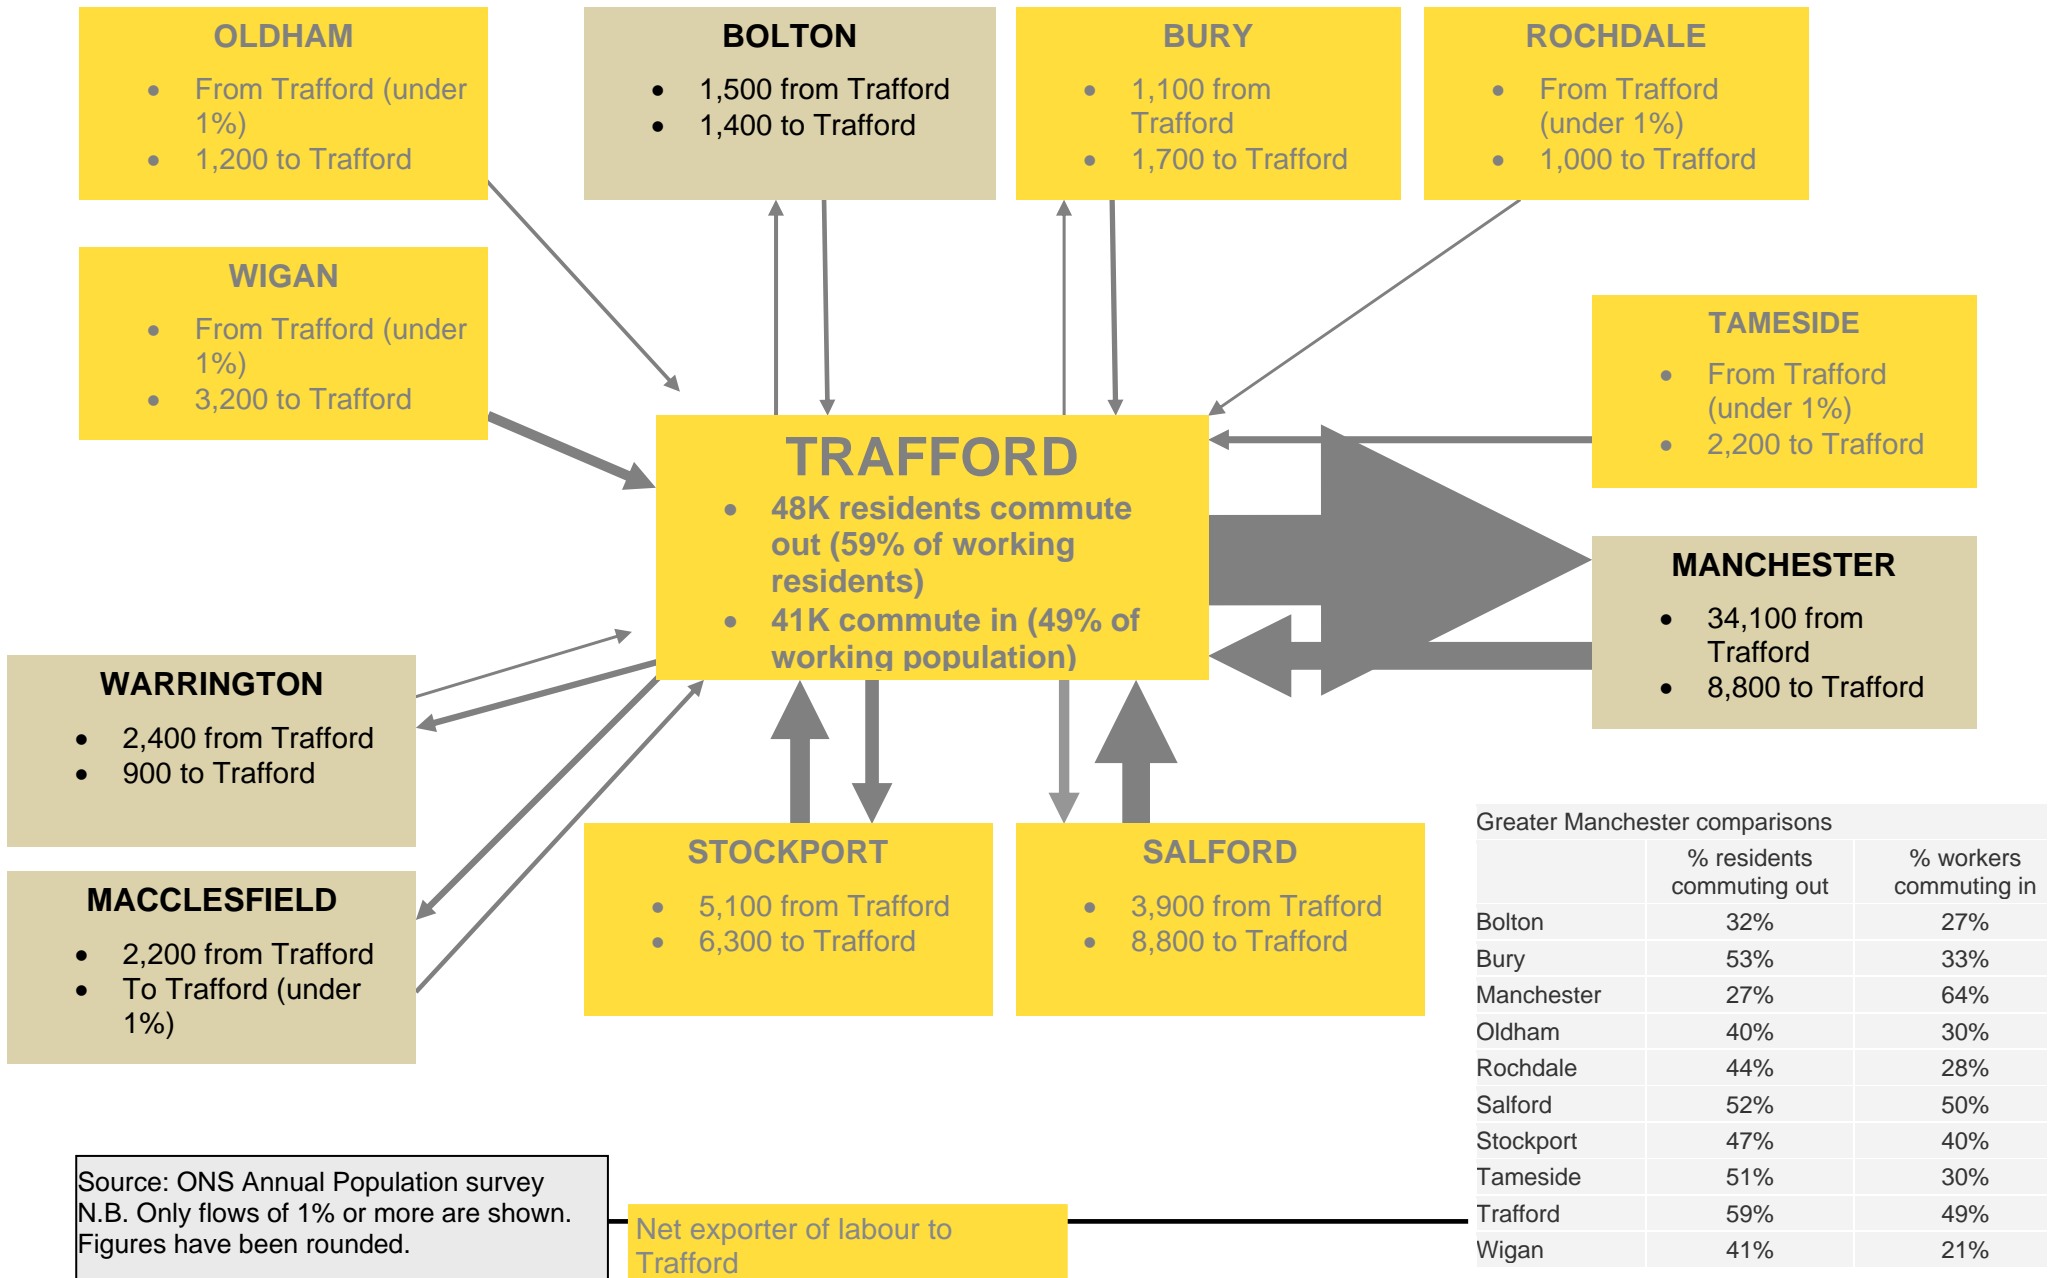 OLDHAM
• From Trafford (under
1%)
• 1,200 to Trafford
BOLTON
• 1,500 from Trafford
• 1,400 to Trafford
BURY
• 1,100 from
Trafford
• 1,700 to Trafford
ROCHDALE
• From Trafford
(under 1%)
• 1,000 to Trafford
WIGAN
• From Trafford (under
1%)
• 3,200 to Trafford
TAMESIDE
• From Trafford
(under 1%)
• 2,200 to Trafford
TRAFFORD
• 48K residents commute
out (59% of working
residents)
• 41K commute in (49% of
working population)
MANCHESTER
• 34,100 from
Trafford
• 8,800 to Trafford
WARRINGTON
• 2,400 from Trafford
• 900 to Trafford
MACCLESFIELD
• 2,200 from Trafford
• To Trafford (under
1%)
STOCKPORT
• 5,100 from Trafford
• 6,300 to Trafford
SALFORD
• 3,900 from Trafford
• 8,800 to Trafford
Greater Manchester comparisons
% residents commuting out % workers commuting in
Bolton 32% 27%
Bury 53% 33%
Manchester 27% 64%
Oldham 40% 30%
Rochdale 44% 28%
Salford 52% 50%
Stockport 47% 40%
Tameside 51% 30%
Trafford 59% 49%
Wigan 41% 21%
Source: ONS Annual Population survey
N.B. Only flows of 1% or more are shown.
Figures have been rounded.
Net exporter of labour to
Trafford